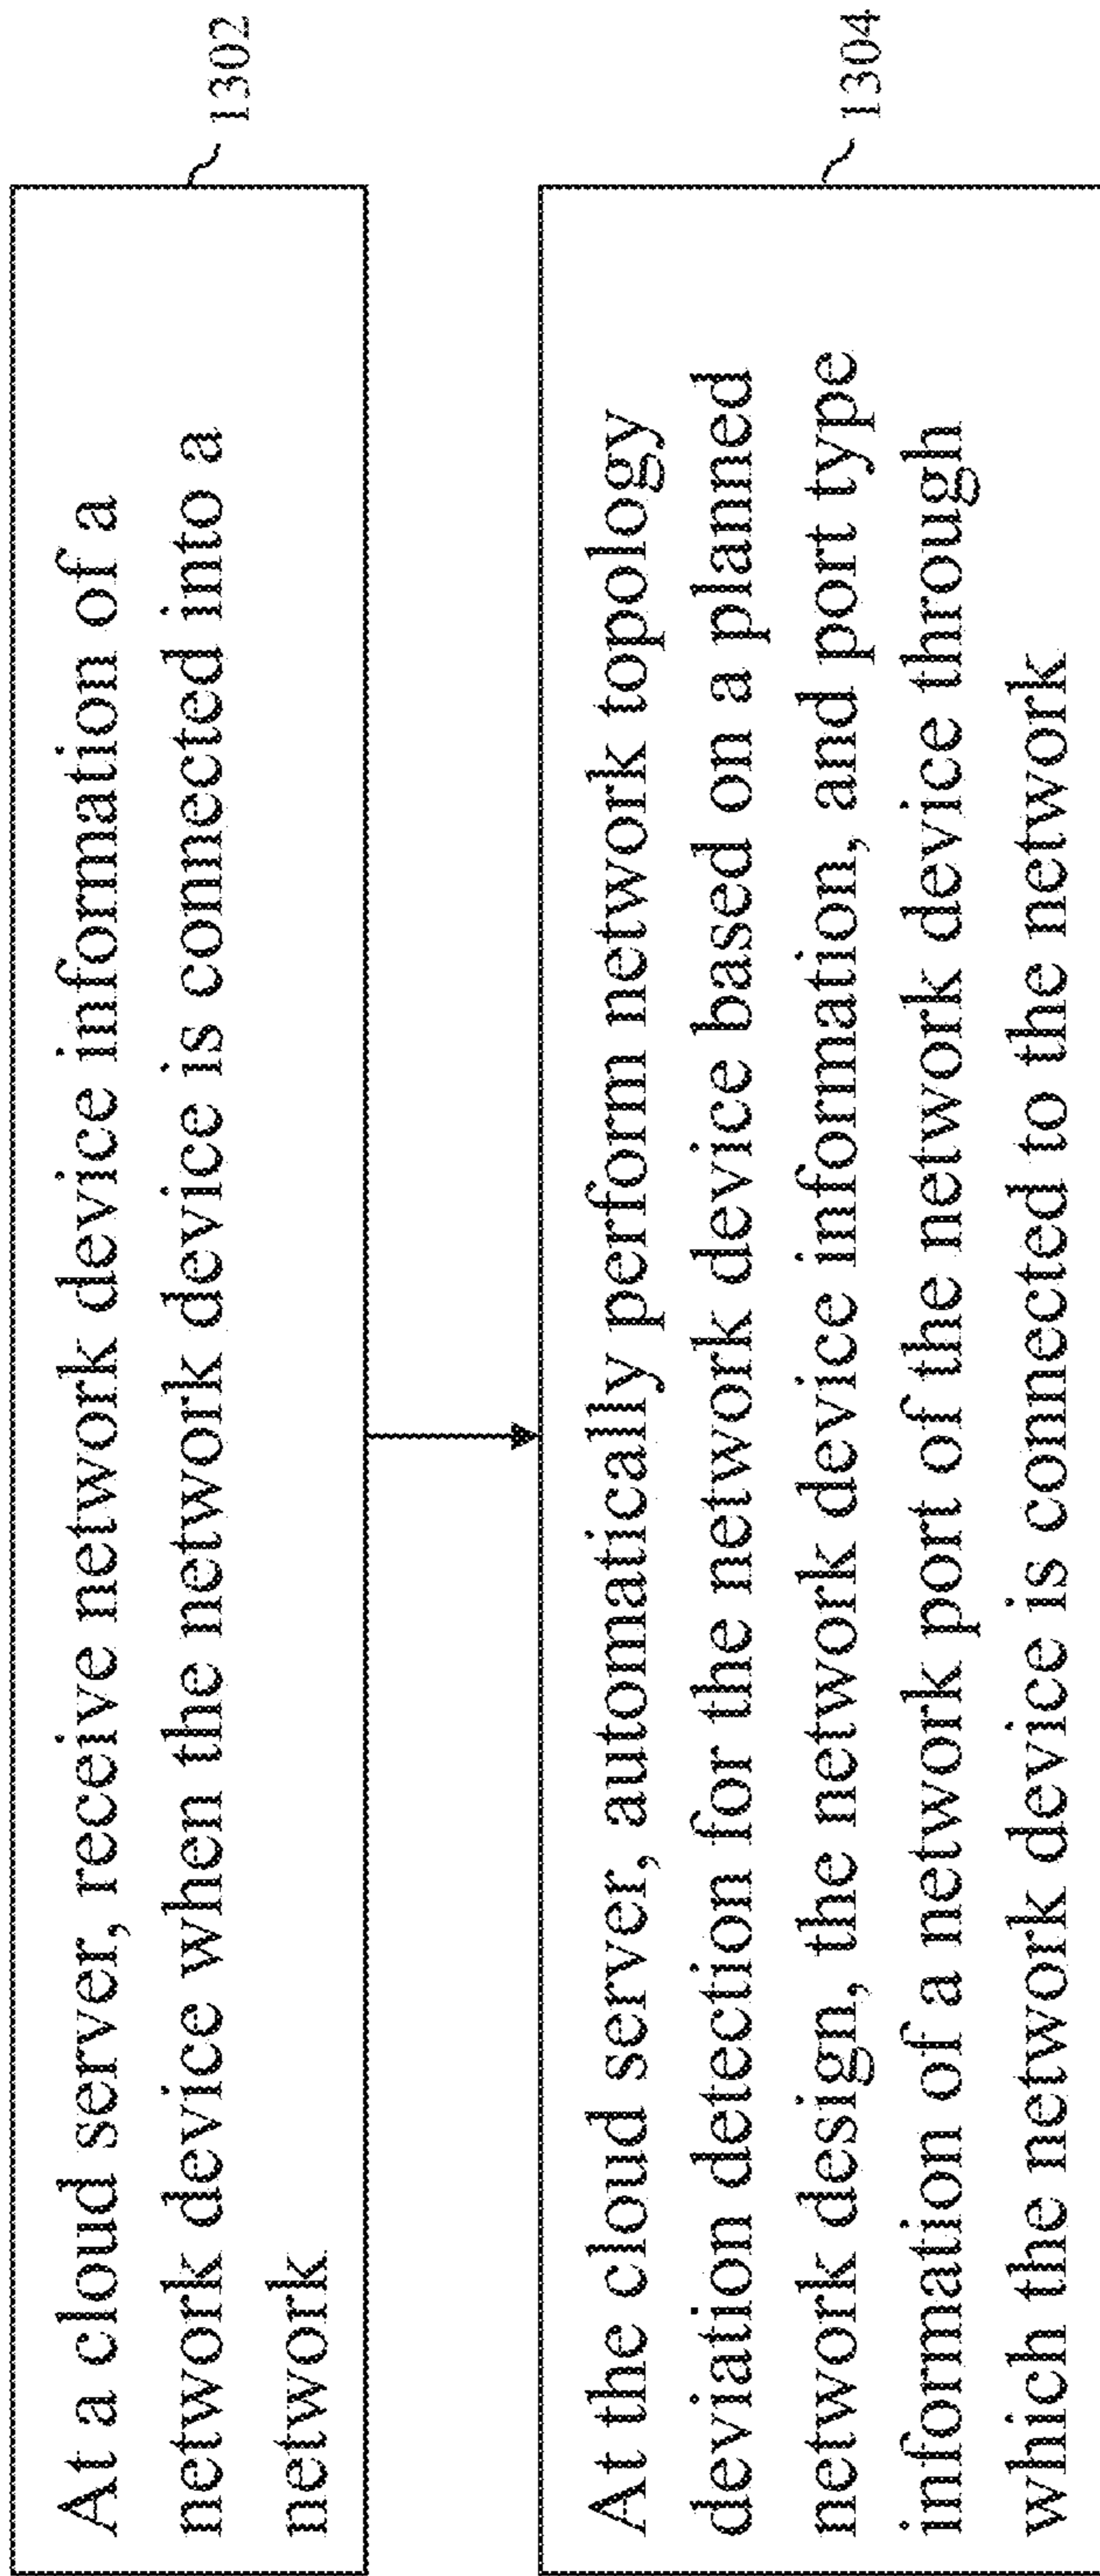 At a cloud server, receive network device information of a
network device when the network device is connected into a
network
1302
At the cloud server, automatically perform network topology
deviation detection for the network device based on a planned
network design, the network device information, and port type
information of a network port of the network device through
which the network device is connected to the network
1304